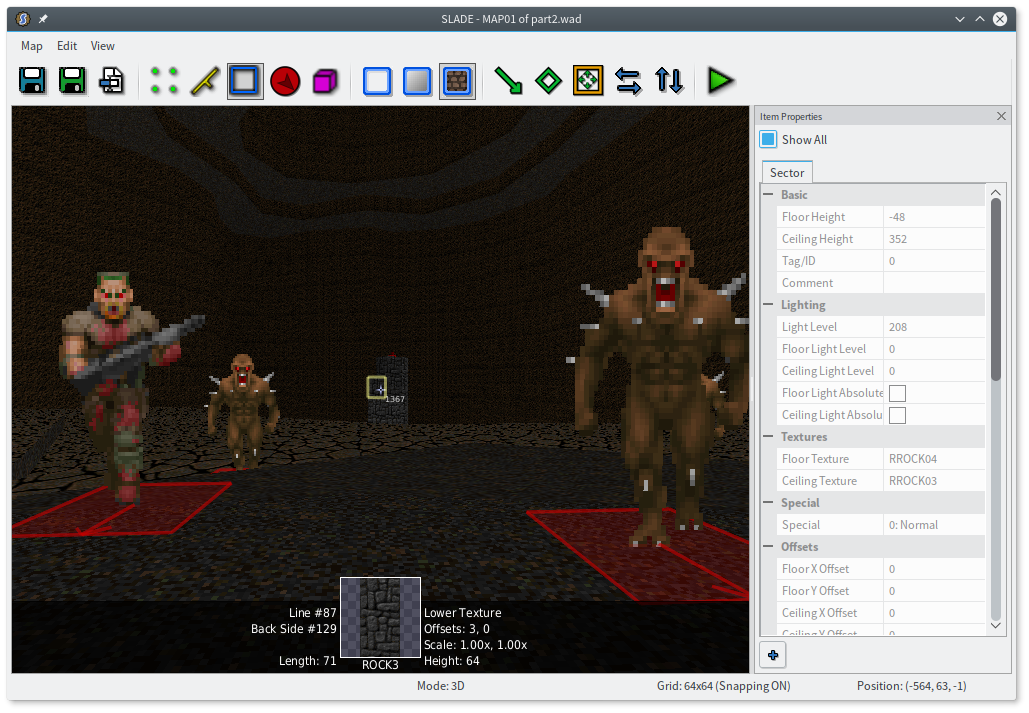 SLADE - MAP01 of part2.wad
Map Edit View
Item Properties
Show All
Sector
Basic
Floor Height -48
Ceiling Height 352
Tag/ID 0
Comment
Lighting
Light Level 208
Floor Light Level 0
Ceiling Light Level 0
Floor Light Absolute
Ceiling Light Absolu
Textures
Floor Texture RROCK04
Ceiling Texture RROCK03
Special
Special 0: Normal
Offsets
Floor X Offset 0
Floor Y Offset 0
Ceiling X Offset 0
Ceiling Y Offset 0
1367
Line #87
Back Side #129
Length: 71
ROCK3
Lower Texture
Offsets: 3, 0
Scale: 1.00x, 1.00x
Height: 64
Mode: 3D
Grid: 64x64 (Snapping ON)
Position: (-564, 63, -1)